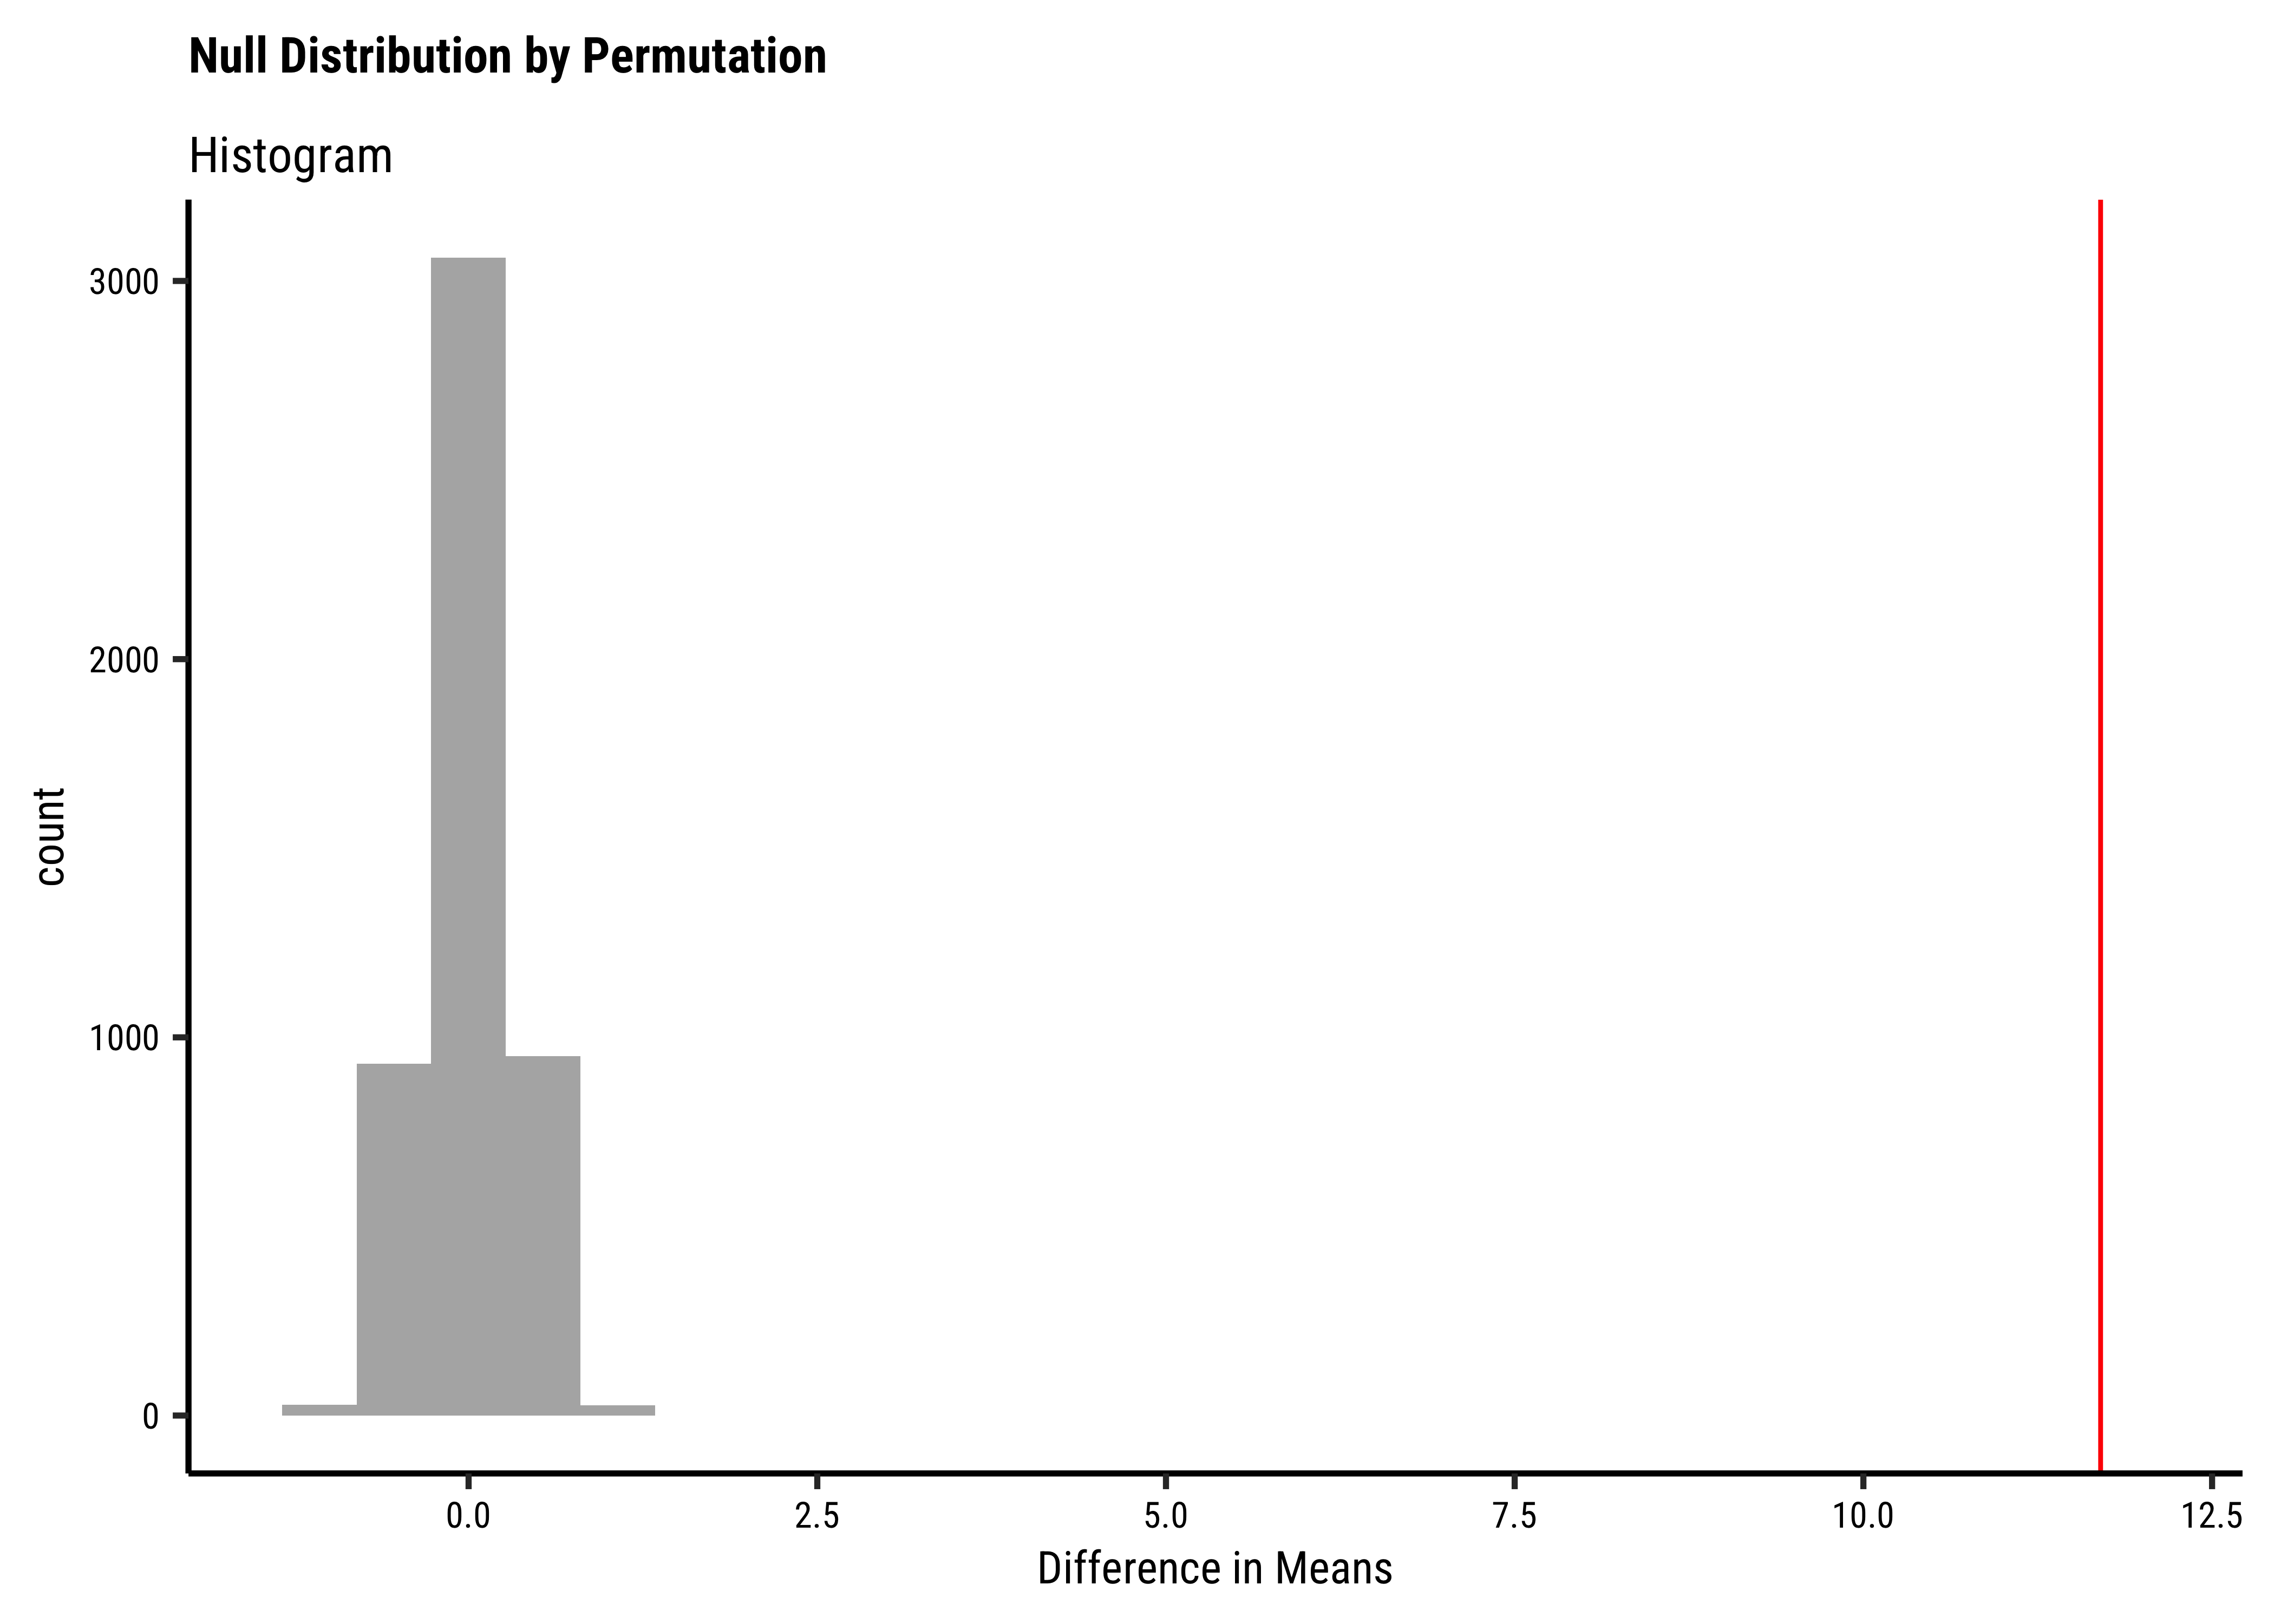 Null Distribution by Permutation
Histogram
count
3000
2000
1000
0
0.0 2.5 5.0 7.5 10.0 12.5
Difference in Means